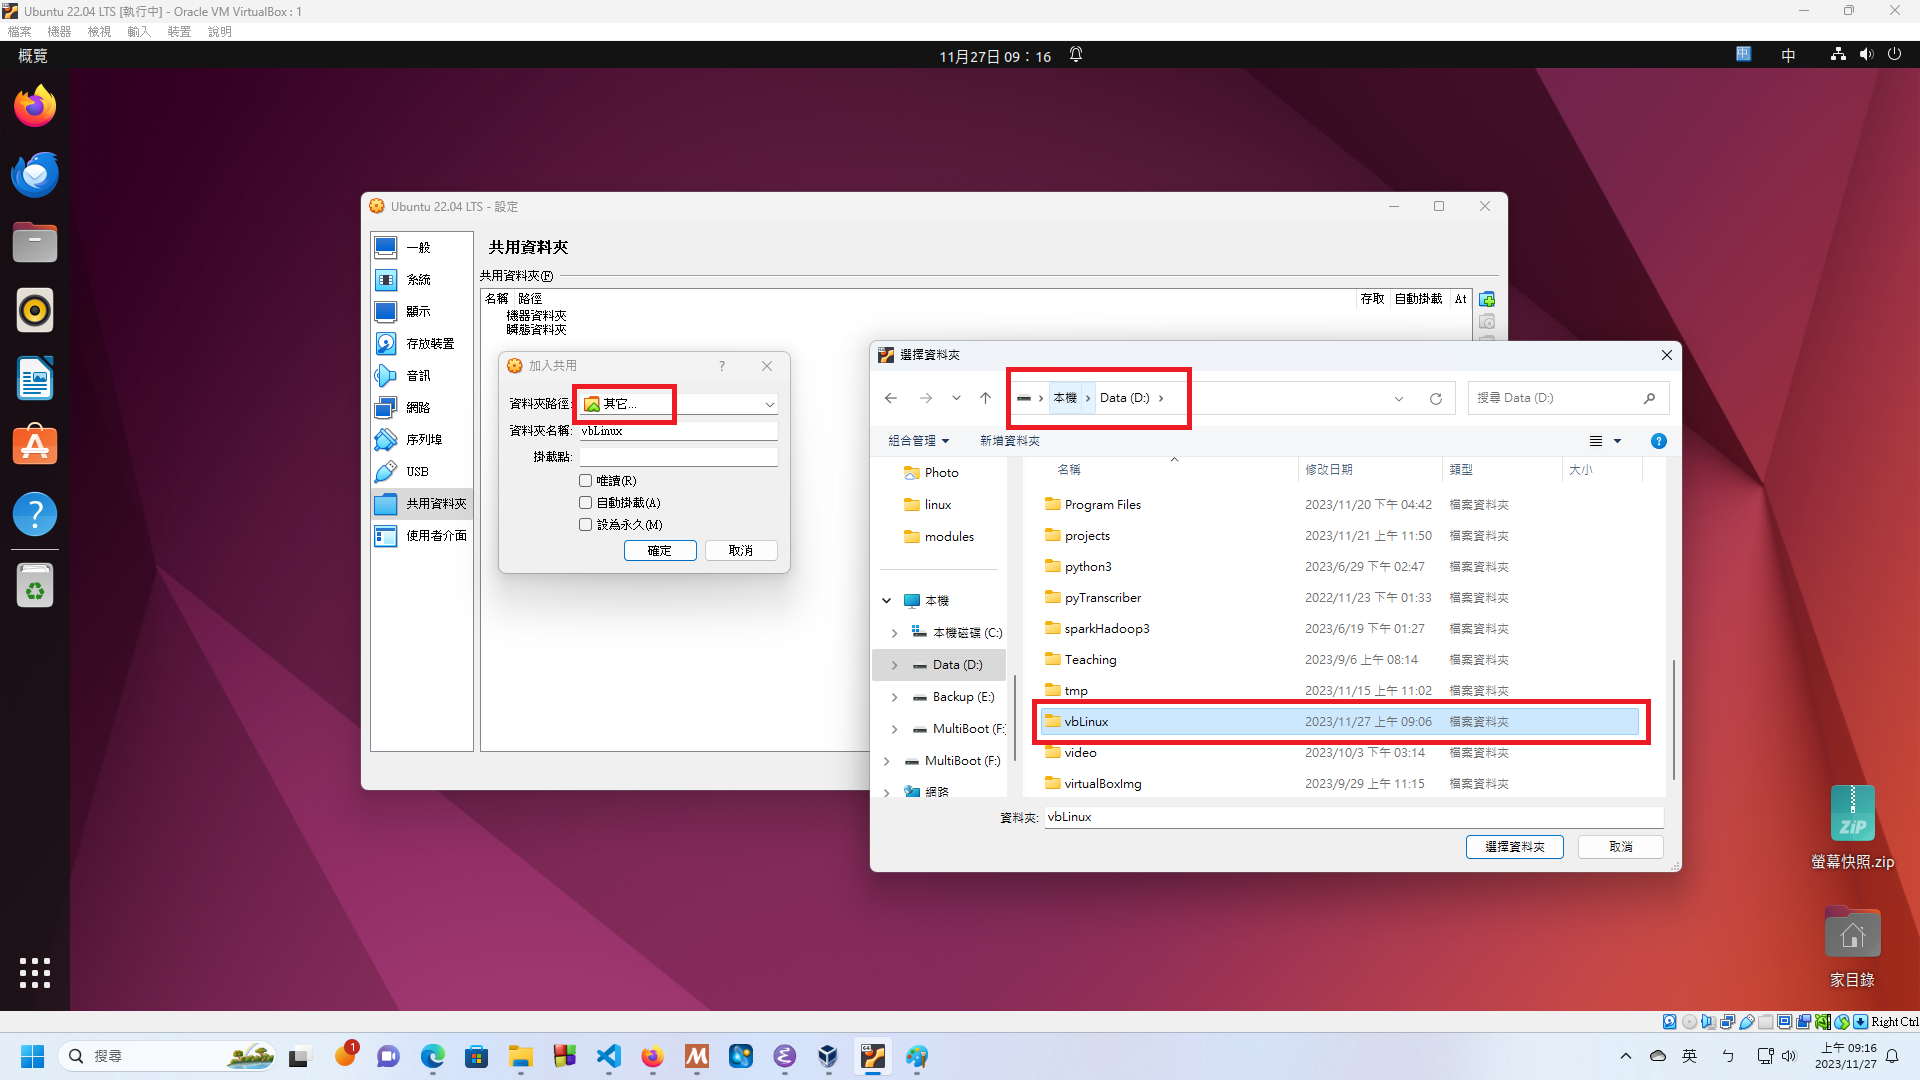 Ubuntu 22.04 LTS [執行中] - Oracle VM VirtualBox : 1
檔案 機器 檢視 輸入 裝置 說明
概覽 11月27日 09：16 中
Ubuntu 22.04 LTS - 設定
一般
系統
顯示
存放裝置
音訊
網路
序列埠
USB
共用資料夾
使用者介面
共用資料夾
共用資料夾(F)
名稱 路徑 存取 自動掛載 At
機器資料夾
瞬態資料夾
加入共用 ?
資料夾路徑: 其它...
資料夾名稱: vbLinux
掛載點:
唯讀(R)
自動掛載(A)
設為永久(M)
確定 取消
選擇資料夾
本機 Data (D:) 搜尋 Data (D:)
組合管理 新增資料夾 ?
Photo
linux
modules
本機
本機磁碟 (C:)
Data (D:)
Backup (E:)
MultiBoot (F:
MultiBoot (F:)
網路
名稱 修改日期 類型 大小
Program Files 2023/11/20 下午 04:42 檔案資料夾
projects 2023/11/21 上午 11:50 檔案資料夾
python3 2023/6/29 下午 02:47 檔案資料夾
pyTranscriber 2022/11/23 下午 01:33 檔案資料夾
sparkHadoop3 2023/6/19 下午 01:27 檔案資料夾
Teaching 2023/9/6 上午 08:14 檔案資料夾
tmp 2023/11/15 上午 11:02 檔案資料夾
vbLinux 2023/11/27 上午 09:06 檔案資料夾
video 2023/10/3 下午 03:14 檔案資料夾
virtualBoxImg 2023/9/29 上午 11:15 檔案資料夾
資料夾: vbLinux
選擇資料夾 取消
ZiP
螢幕快照.zip
家目錄
Right Ctrl
搜尋 1 英 ㄅ 上午 09:16
2023/11/27